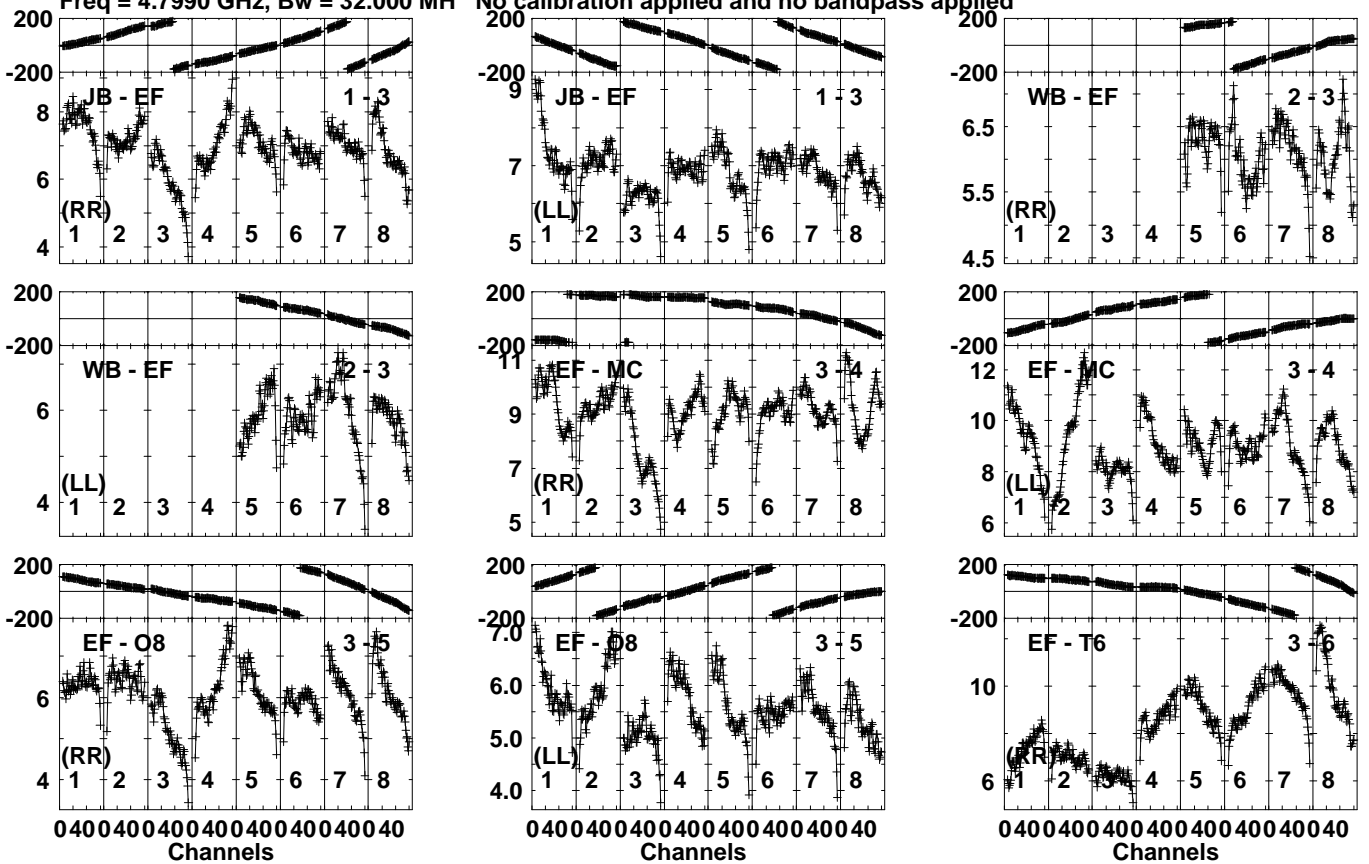 Freq = 4.7990 GHz, Bw = 32.000 MH No calibration applied and no bandpass applied
200 200 200
-200 -200 -200
JB - EF 1 - 3 JB - EF 1 - 3 WB - EF 2 - 3
8 9 6.5
6 7 5.5
4 5 4.5
(RR) (LL) (RR)
1 2 3 4 5 6 7 8 1 2 3 4 5 6 7 8 1 2 3 4 5 6 7 8
200 200 200
-200 -200 -200
WB - EF 2 - 3 EF - MC 3 - 4 EF - MC 3 - 4
6 11 12
4 9 10
7 8
5 6
(LL) (RR) (LL)
1 2 3 4 5 6 7 8 1 2 3 4 5 6 7 8 1 2 3 4 5 6 7 8
200 200 200
-200 -200 -200
EF - O8 3 - 5 EF - O8 3 - 5 EF - T6 3 - 6
6 7.0 10
4 6.0 6
5.0
4.0
(RR) (LL) (RR)
1 2 3 4 5 6 7 8 1 2 3 4 5 6 7 8 1 2 3 4 5 6 7 8
0 40 0 40 0 40 0 40 0 40 0 40 0 40 0 40 0 40 0 40 0 40 0 40 0 40 0 40 0 40 0 40 0 40 0 40 0 40 0 40 0 40 0 40 0 40 0 40
Channels Channels Channels